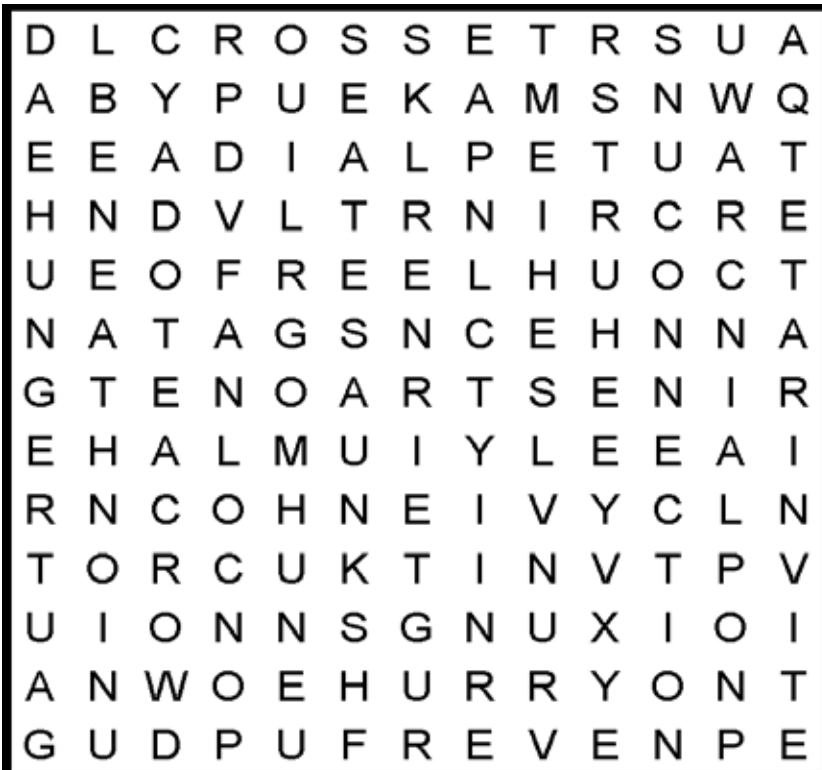 D L C R O S S E T R S U A
A B Y P U E K A M S N W Q
E E A D I A L P E T U A T
H N D V L T R N I R C R E
U E O F R E E L H U O C T
N A T A G S N C E H N N A
G T E N O A R T S E N I R
E H A L M U I Y L E E A I
R N C O H N E I V Y C L N
T O R C U K T I N V T P V
U I O N N S G N U X I O I
A N W O E H U R R Y O N T
G U D P U F R E V E N P E